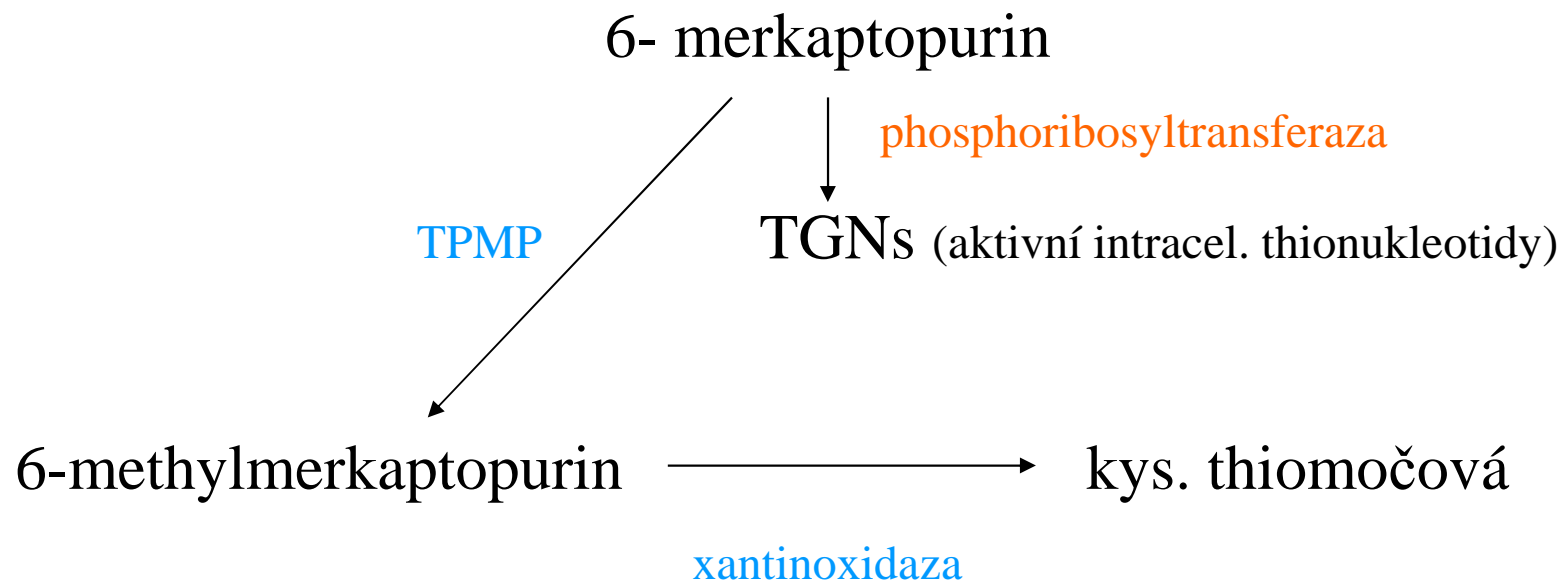 6- merkaptopurin
phosphoribosyltransferaza
TPMP
TGNs (aktivní intracel. thionukleotidy)
6-methylmerkaptopurin
kys. thiomočová
xantinoxidaza